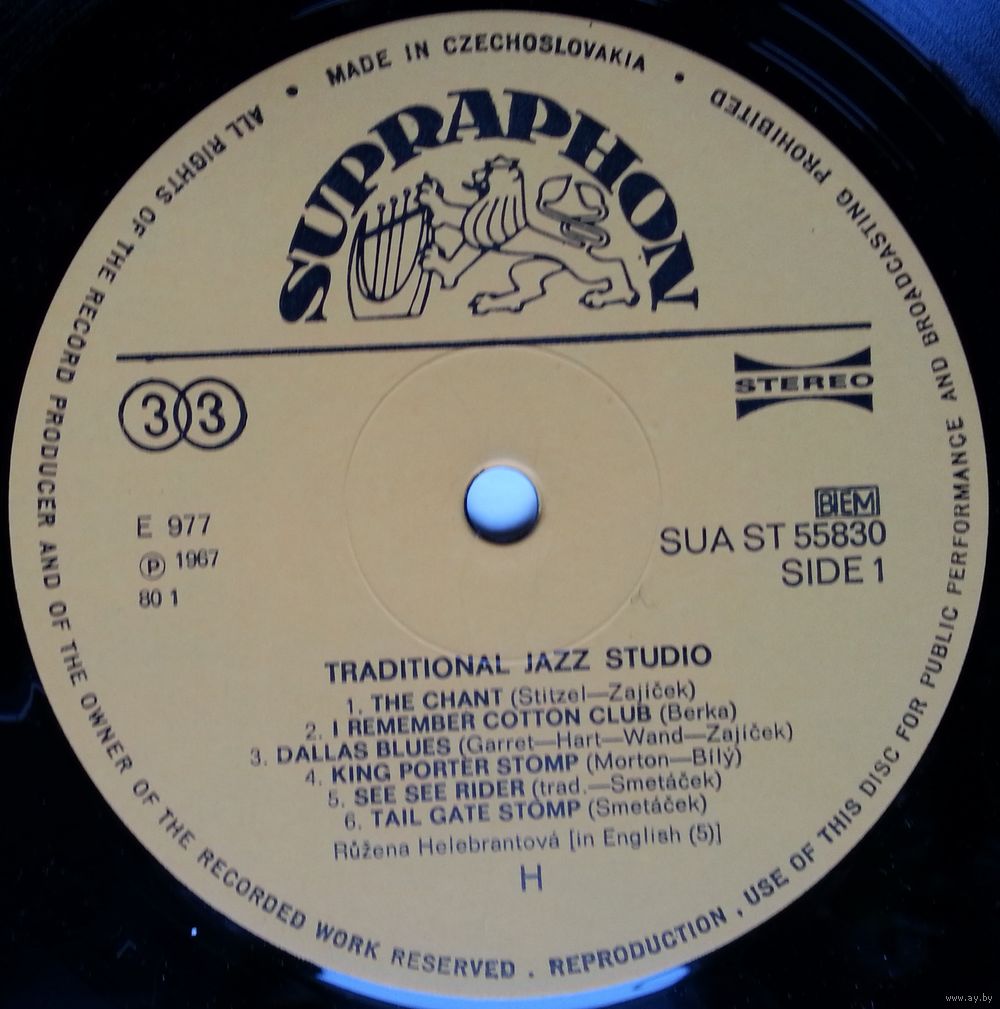 MADE IN CZECHOSLOVAKIA
•
ALL RIGHTS OF THE RECORD PRODUCER AND OF THE OWNER OF THE RECORDED WORK RESERVED . REPRODUCTION , USE OF THIS DISC FOR PUBLIC PERFORMANCE AND BROADCASTING PROHIBITED
•
SUPRAPHON
33
STEREO
BIEM
E 977
SUA ST 55830
Ⓟ 1967
SIDE 1
80 1
TRADITIONAL JAZZ STUDIO
1. THE CHANT (Stitzel—Zajíček)
2. I REMEMBER COTTON CLUB (Berka)
3. DALLAS BLUES (Garret—Hart—Wand—Zajíček)
4. KING PORTER STOMP (Morton—Bílý)
5. SEE SEE RIDER (trad.—Smetáček)
6. TAIL GATE STOMP (Smetáček)
Růžena Helebrantová [in English (5)]
H
www.ay.by